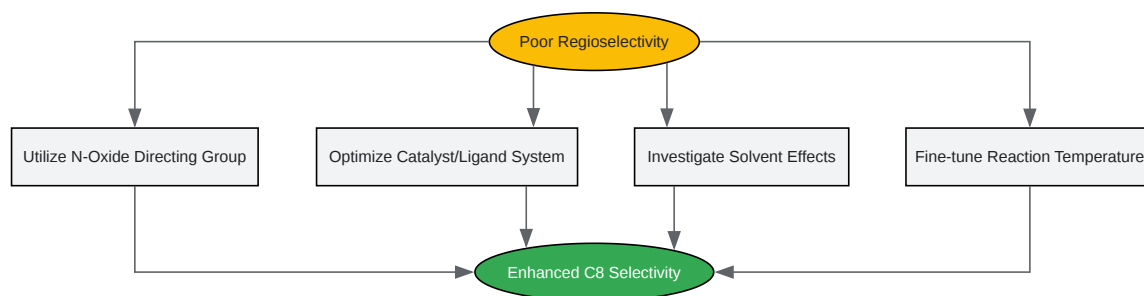 Poor Regioselectivity
Utilize N-Oxide Directing Group
Optimize Catalyst/Ligand System
Investigate Solvent Effects
Fine-tune Reaction Temperature
Enhanced C8 Selectivity